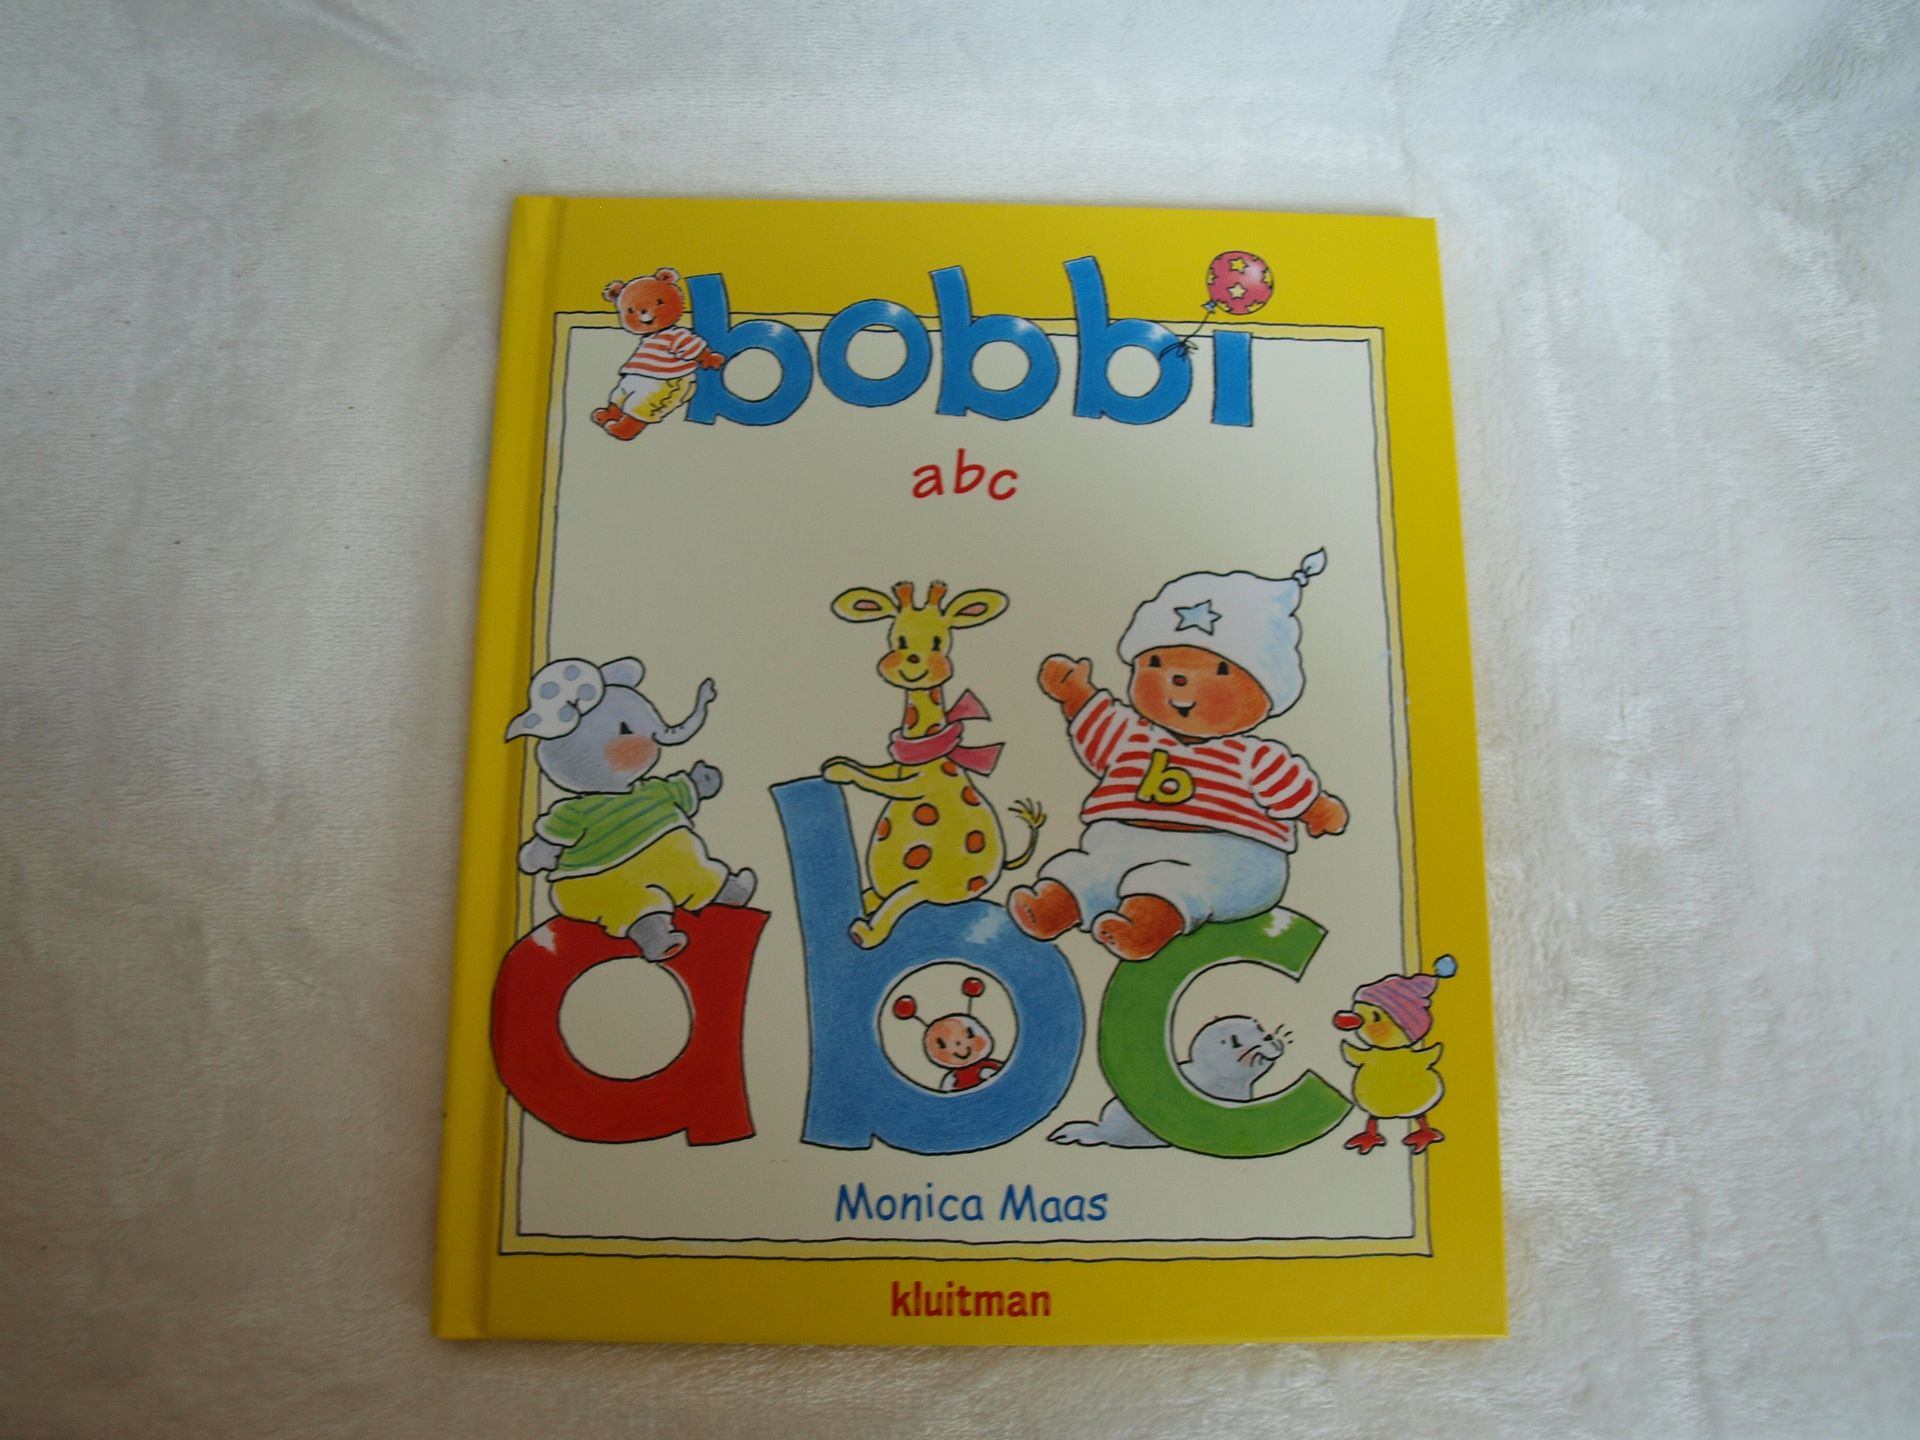 bobbi
abc
b
abc
Monica Maas
kluitman